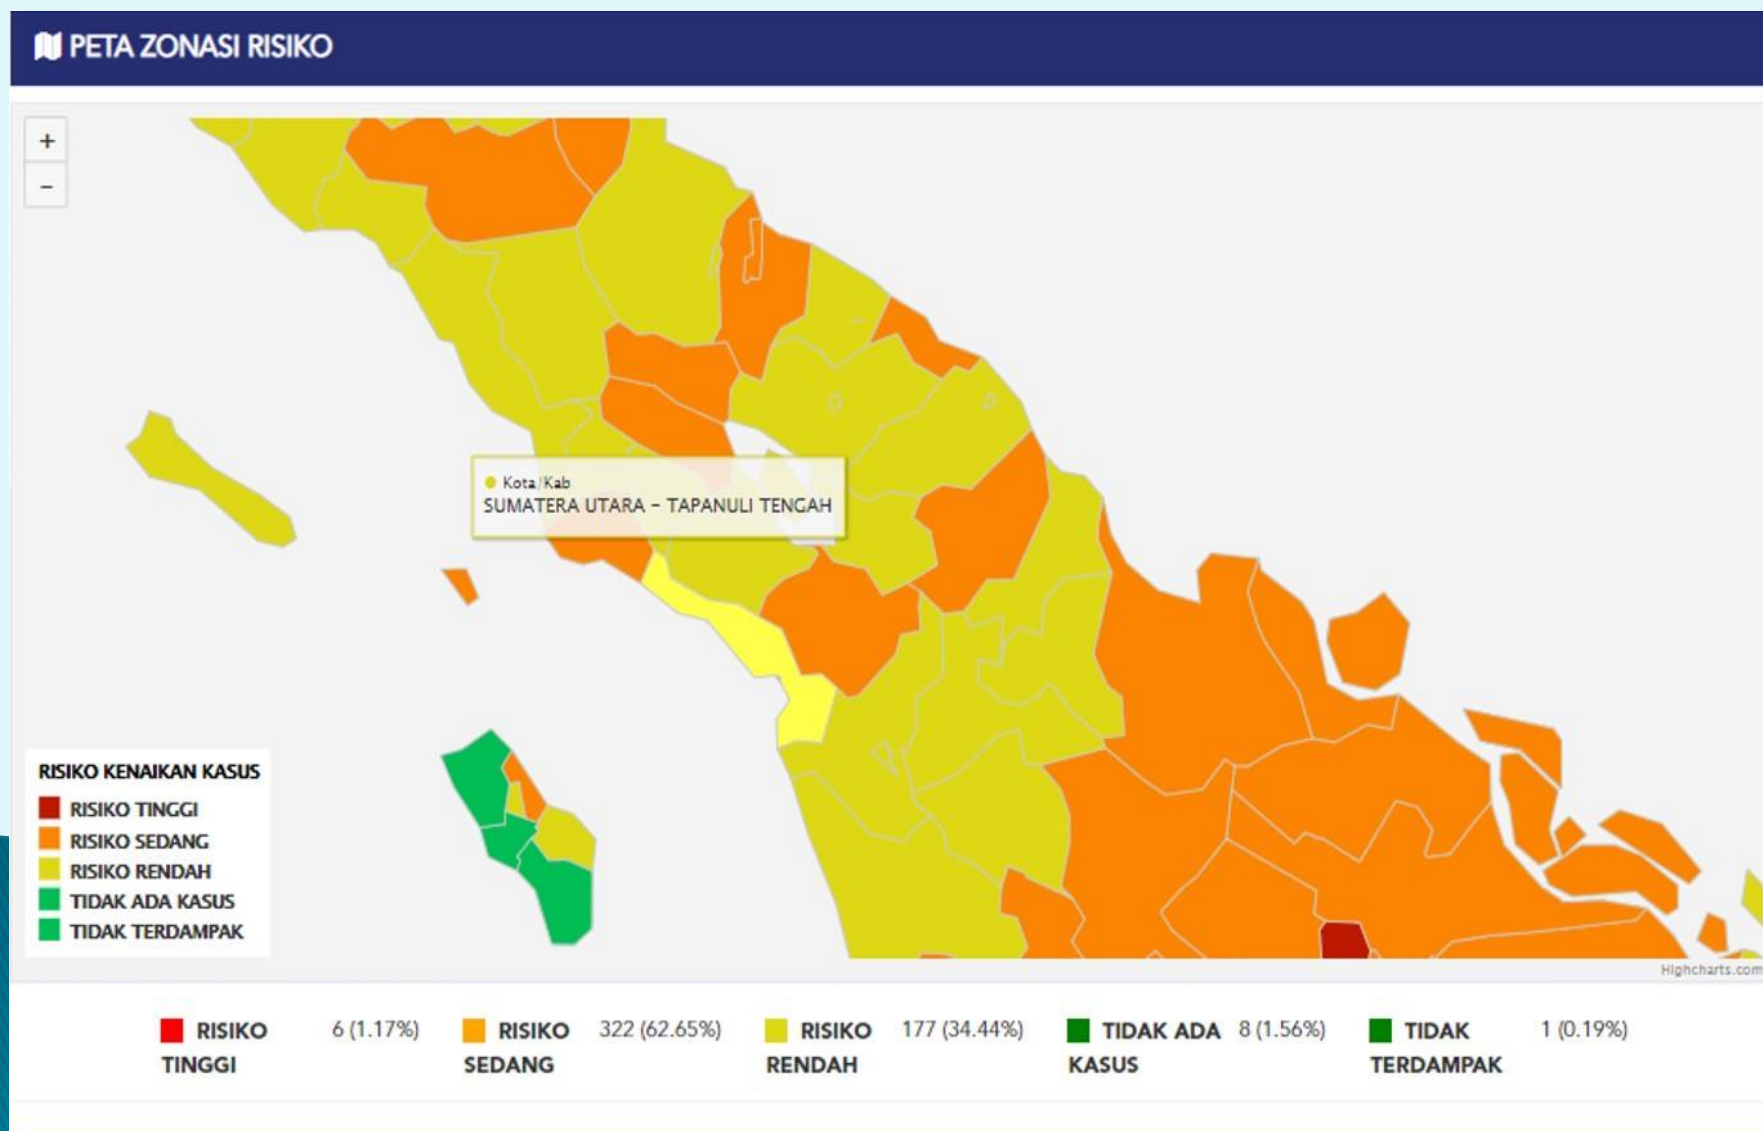 PETA ZONASI RISIKO
+
−
Kota/Kab
SUMATERA UTARA - TAPANULI TENGAH
RISIKO KENAIKAN KASUS
RISIKO TINGGI
RISIKO SEDANG
RISIKO RENDAH
TIDAK ADA KASUS
TIDAK TERDAMPAK
Highcharts.com
RISIKO TINGGI 6 (1.17%)
RISIKO SEDANG 322 (62.65%)
RISIKO RENDAH 177 (34.44%)
TIDAK ADA KASUS 8 (1.56%)
TIDAK TERDAMPAK 1 (0.19%)